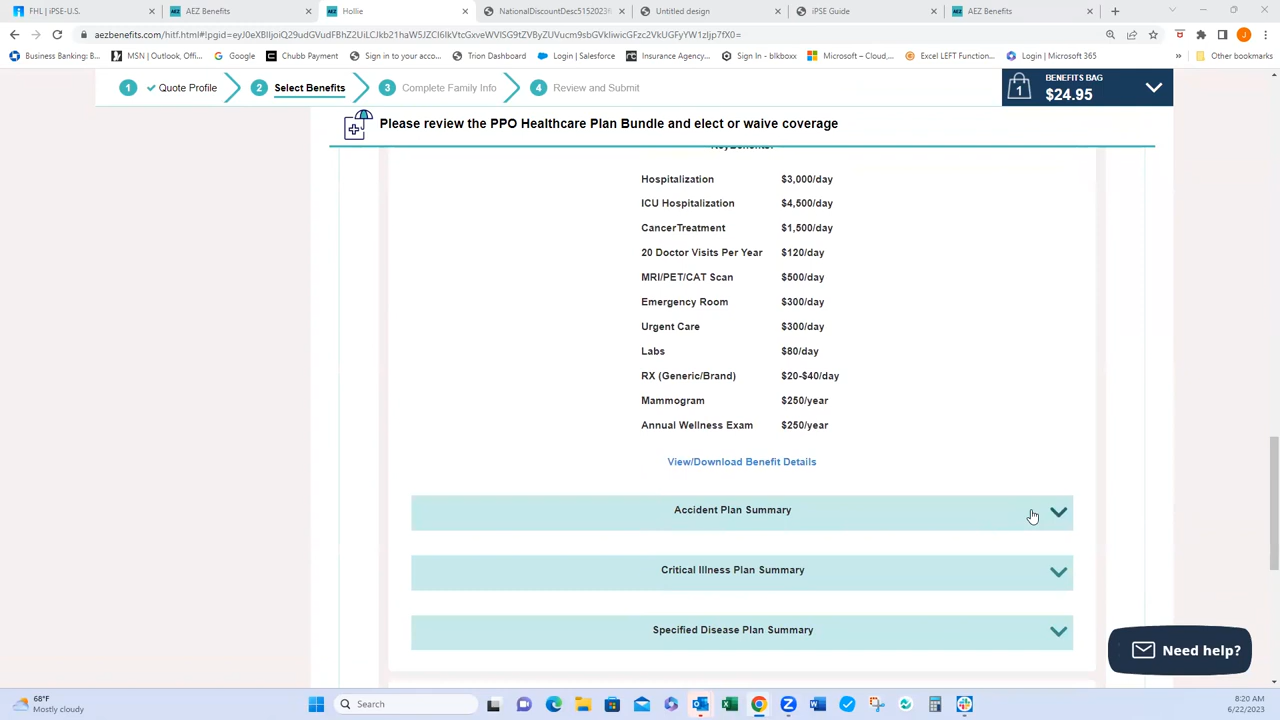 FHL | iPSE-U.S.
AEZ Benefits
Hollie
NationalDiscountDesc5152023
Untitled design
iPSE Guide
AEZ Benefits
Business Bankings: B...
MSN | Outlook, Offi...
Google
Chubb Payment
Sign in to your acco...
Trion Dashboard
Login | Salesforce
Insurance Agency...
Sign In - blkboxx
Microsoft – Cloud,...
Excel LEFT Function...
Login | Microsoft 365
Other bookmarks
1 Quote Profile
2 Select Benefits
3 Complete Family Info
4 Review and Submit
1 BENEFITS BAG
$24.95
Please review the PPO Healthcare Plan Bundle and elect or waive coverage
Key Benefits:
Hospitalization $3,000/day
ICU Hospitalization $4,500/day
CancerTreatment $1,500/day
20 Doctor Visits Per Year $120/day
MRI/PET/CAT Scan $500/day
Emergency Room $300/day
Urgent Care $300/day
Labs $80/day
RX (Generic/Brand) $20-$40/day
Mammogram $250/year
Annual Wellness Exam $250/year
View/Download Benefit Details
Accident Plan Summary
Critical Illness Plan Summary
Specified Disease Plan Summary
Need help?
68°F
Mostly cloudy
Search
8:20 AM
6/22/2023